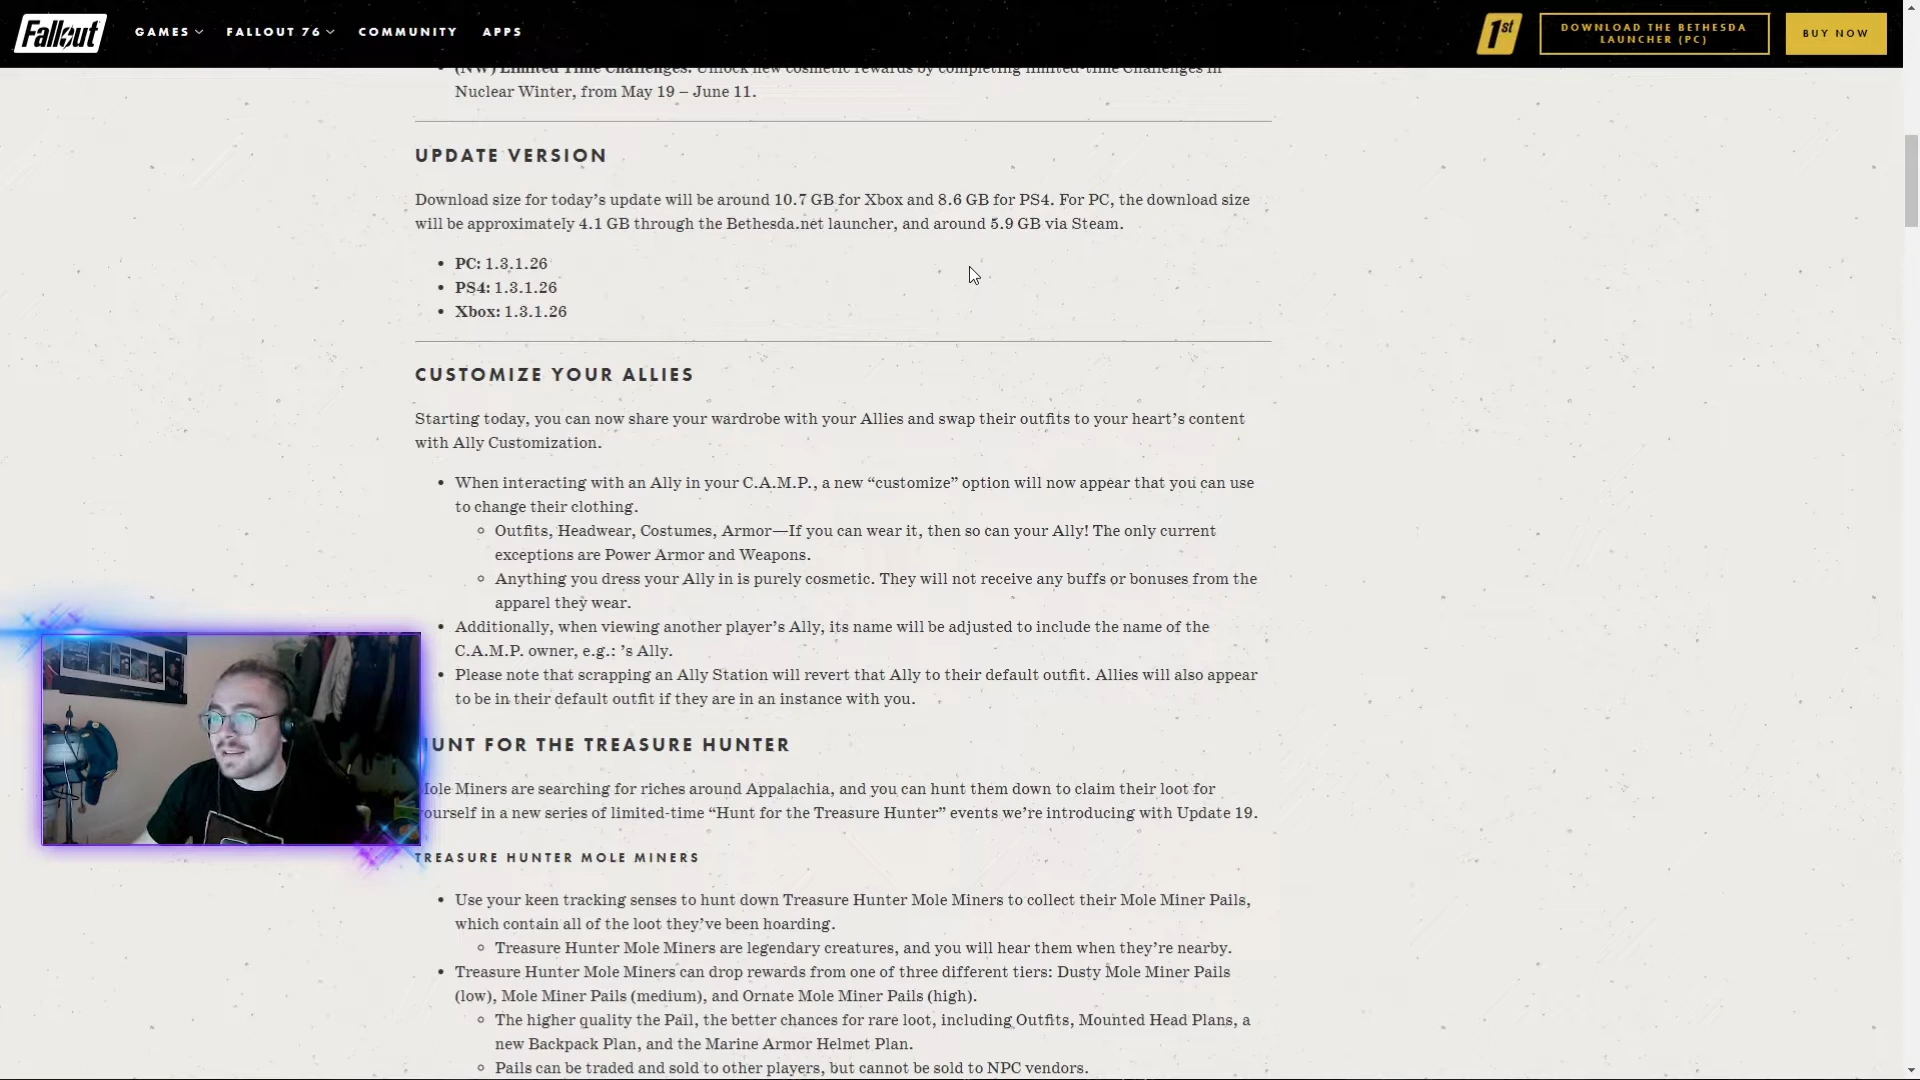 Fallout
GAMES
FALLOUT 76
COMMUNITY
APPS
1st
DOWNLOAD THE BETHESDA
LAUNCHER (PC)
BUY NOW
(NW) Limited Time Challenges: Unlock new cosmetic rewards by completing limited-time Challenges in
Nuclear Winter, from May 19 – June 11.
UPDATE VERSION
Download size for today’s update will be around 10.7 GB for Xbox and 8.6 GB for PS4. For PC, the download size
will be approximately 4.1 GB through the Bethesda.net launcher, and around 5.9 GB via Steam.
• PC: 1.3.1.26
• PS4: 1.3.1.26
• Xbox: 1.3.1.26
CUSTOMIZE YOUR ALLIES
Starting today, you can now share your wardrobe with your Allies and swap their outfits to your heart’s content
with Ally Customization.
• When interacting with an Ally in your C.A.M.P., a new “customize” option will now appear that you can use
to change their clothing.
◦ Outfits, Headwear, Costumes, Armor—If you can wear it, then so can your Ally! The only current
exceptions are Power Armor and Weapons.
◦ Anything you dress your Ally in is purely cosmetic. They will not receive any buffs or bonuses from the
apparel they wear.
• Additionally, when viewing another player’s Ally, its name will be adjusted to include the name of the
C.A.M.P. owner, e.g.: ’s Ally.
• Please note that scrapping an Ally Station will revert that Ally to their default outfit. Allies will also appear
to be in their default outfit if they are in an instance with you.
HUNT FOR THE TREASURE HUNTER
Mole Miners are searching for riches around Appalachia, and you can hunt them down to claim their loot for
yourself in a new series of limited-time “Hunt for the Treasure Hunter” events we’re introducing with Update 19.
TREASURE HUNTER MOLE MINERS
• Use your keen tracking senses to hunt down Treasure Hunter Mole Miners to collect their Mole Miner Pails,
which contain all of the loot they’ve been hoarding.
◦ Treasure Hunter Mole Miners are legendary creatures, and you will hear them when they’re nearby.
• Treasure Hunter Mole Miners can drop rewards from one of three different tiers: Dusty Mole Miner Pails
(low), Mole Miner Pails (medium), and Ornate Mole Miner Pails (high).
◦ The higher quality the Pail, the better chances for rare loot, including Outfits, Mounted Head Plans, a
new Backpack Plan, and the Marine Armor Helmet Plan.
◦ Pails can be traded and sold to other players, but cannot be sold to NPC vendors.